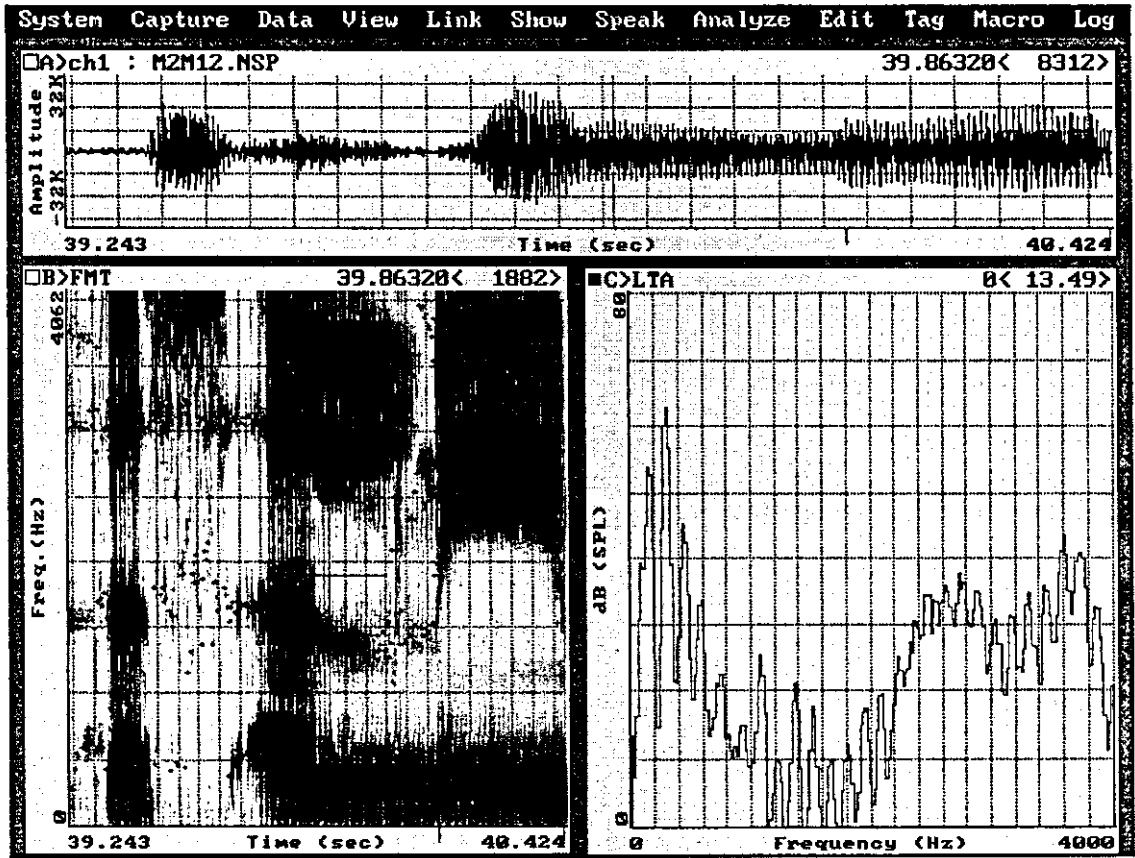 System Capture Data View Link Show Speak Analyze Edit Tag Macro Log
A>ch1 : M2M12.NSP 39.86320< 8312>
Amplitude
32K
-32K
39.243 Time (sec) 40.424
B>FMT 39.86320< 1882>
4062
Freq.(Hz)
0
39.243 Time (sec) 40.424
C>LTA 0< 13.49>
80
dB (SPL)
0
0 Frequency (Hz) 4000